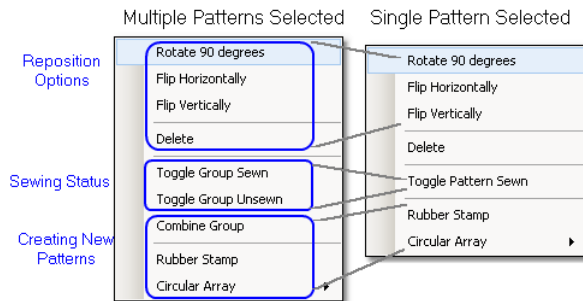 Multiple Patterns Selected
Single Pattern Selected
Reposition
Options
Sewing Status
Creating New
Patterns
Rotate 90 degrees
Flip Horizontally
Flip Vertically
Delete
Toggle Group Sewn
Toggle Group Unsewn
Combine Group
Rubber Stamp
Circular Array
Rotate 90 degrees
Flip Horizontally
Flip Vertically
Delete
Toggle Pattern Sewn
Rubber Stamp
Circular Array